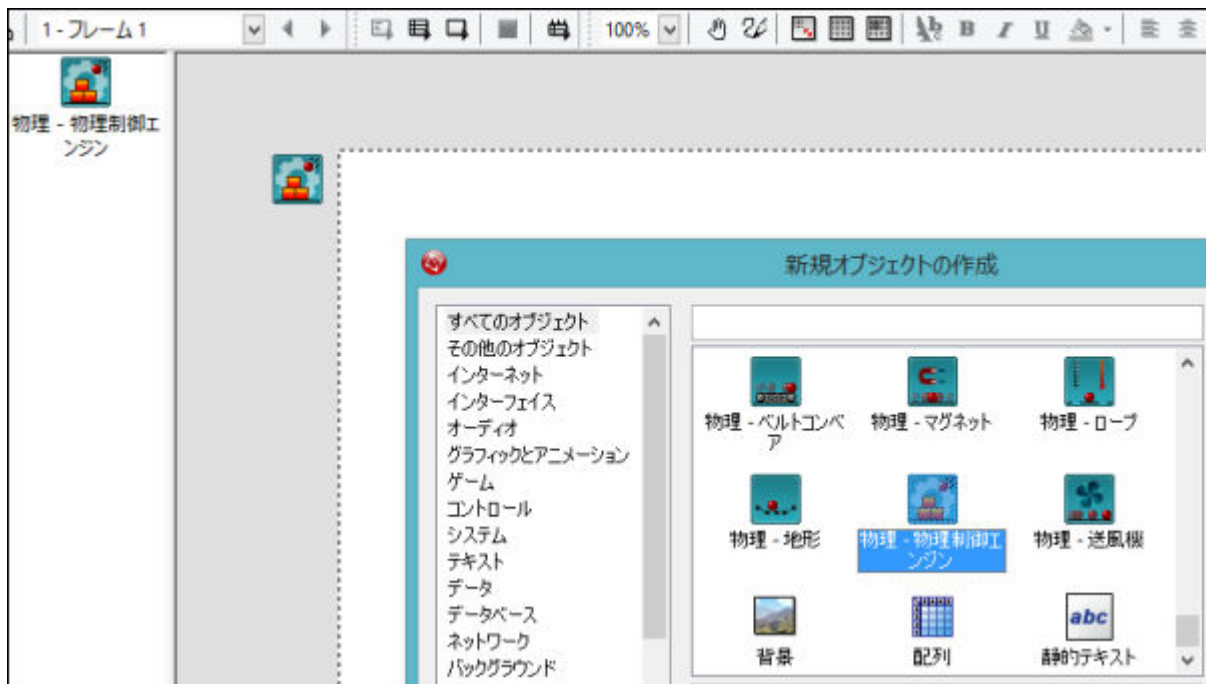 1 - フレーム 1
100%
B I U
物理 - 物理制御エ
ンジン
新規オブジェクトの作成
すべてのオブジェクト
その他のオブジェクト
インターネット
インターフェイス
オーディオ
グラフィックとアニメーション
ゲーム
コントロール
システム
テキスト
データ
データベース
ネットワーク
バックグラウンド
物理 - ベルトコンベ
ア
物理 - マグネット
物理 - ロープ
物理 - 地形
物理 - 物理制御エ
ンジン
物理 - 送風機
背景
配列
abc
静的テキスト